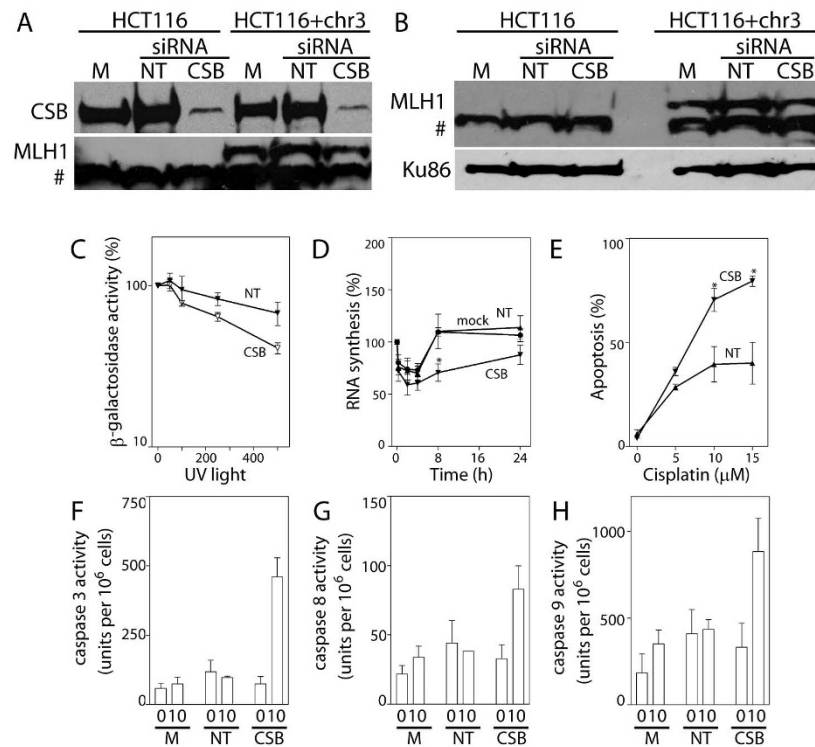 A
HCT116 HCT116+chr3
siRNA siRNA
M NT CSB M NT CSB
CSB
MLH1
#
B
HCT116 HCT116+chr3
siRNA siRNA
M NT CSB M NT CSB
MLH1
#
Ku86
C
β-galactosidase activity (%)
100
10
NT
CSB
0 200 400
UV light
D
RNA synthesis (%)
200
150
100
50
0
mock NT
*
CSB
0 4 8 12 16 20 24
Time (h)
E
Apoptosis (%)
100
50
0
CSB
* *
NT
0 5 10 15
Cisplatin (μM)
F
caspase 3 activity
(units per 10⁶ cells)
750
500
250
0
010 010 010
M NT CSB
G
caspase 8 activity
(units per 10⁶ cells)
150
100
50
0
010 010 010
M NT CSB
H
caspase 9 activity
(units per 10⁶ cells)
1000
500
0
010 010 010
M NT CSB